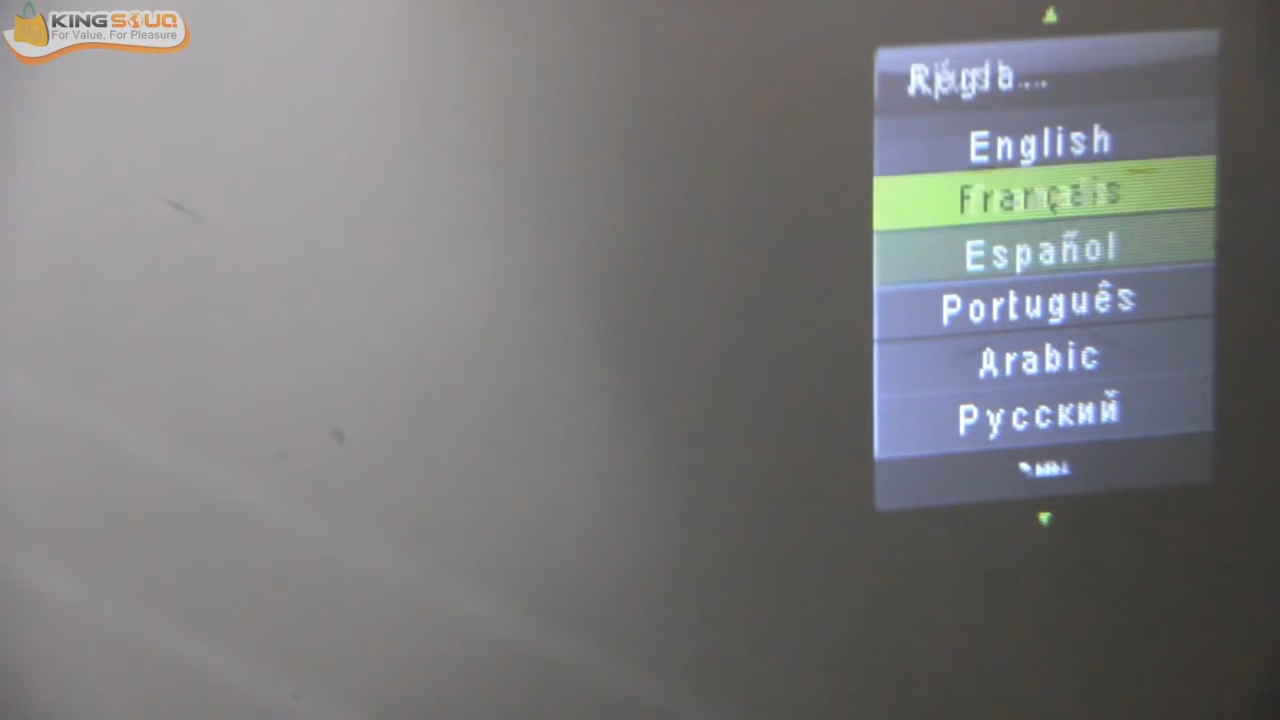 KINGSOUQ
For Value, For Pleasure
English
Français
Español
Português
Arabic
Русский